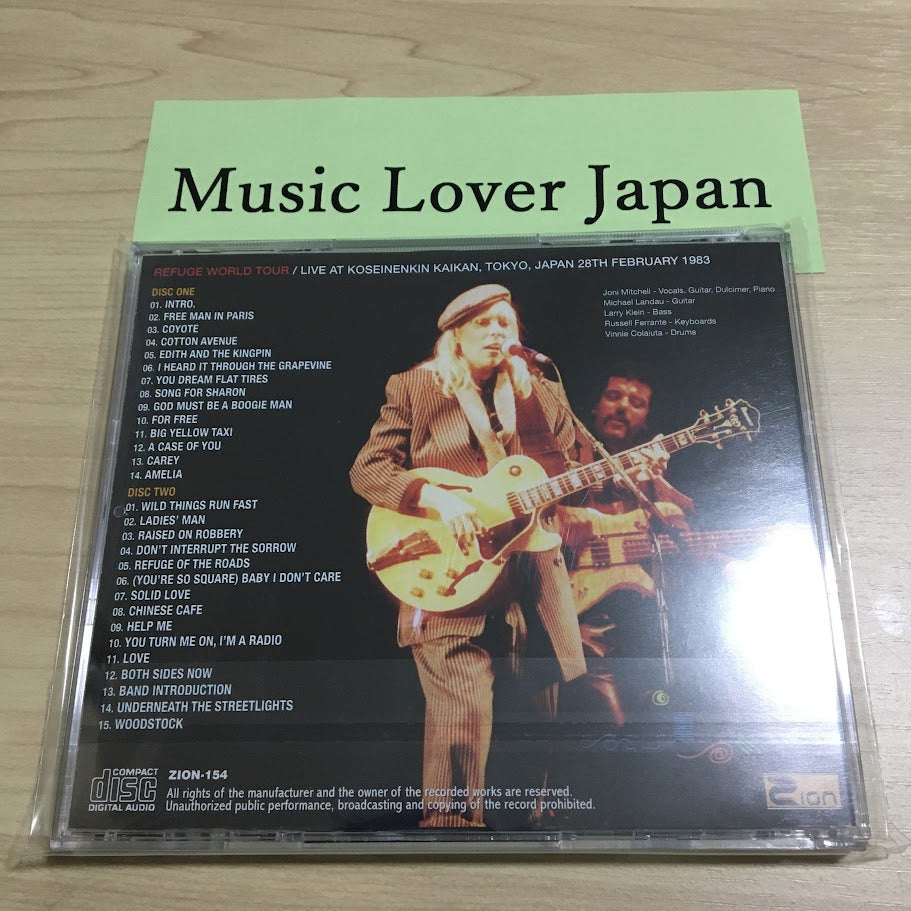 Music Lover Japan
REFUGE WORLD TOUR / LIVE AT KOSEINENKIN KAIKAN, TOKYO, JAPAN 28TH FEBRUARY 1983
Joni Mitchell - Vocals, Guitar, Dulcimer, Piano
Michael Landau - Guitar
Larry Klein - Bass
Russell Ferrante - Keyboards
Vinnie Colaiuta - Drums
DISC ONE
01. INTRO.
02. FREE MAN IN PARIS
03. COYOTE
04. COTTON AVENUE
05. EDITH AND THE KINGPIN
06. I HEARD IT THROUGH THE GRAPEVINE
07. YOU DREAM FLAT TIRES
08. SONG FOR SHARON
09. GOD MUST BE A BOOGIE MAN
10. FOR FREE
11. BIG YELLOW TAXI
12. A CASE OF YOU
13. CAREY
14. AMELIA
DISC TWO
01. WILD THINGS RUN FAST
02. LADIES' MAN
03. RAISED ON ROBBERY
04. DON'T INTERRUPT THE SORROW
05. REFUGE OF THE ROADS
06. (YOU'RE SO SQUARE) BABY I DON'T CARE
07. SOLID LOVE
08. CHINESE CAFE
09. HELP ME
10. YOU TURN ME ON, I'M A RADIO
11. LOVE
12. BOTH SIDES NOW
13. BAND INTRODUCTION
14. UNDERNEATH THE STREETLIGHTS
15. WOODSTOCK
COMPACT
disc
DIGITAL AUDIO
ZION-154
All rights of the manufacturer and the owner of the recorded works are reserved.
Unauthorized public performance, broadcasting and copying of the record prohibited.
Zion